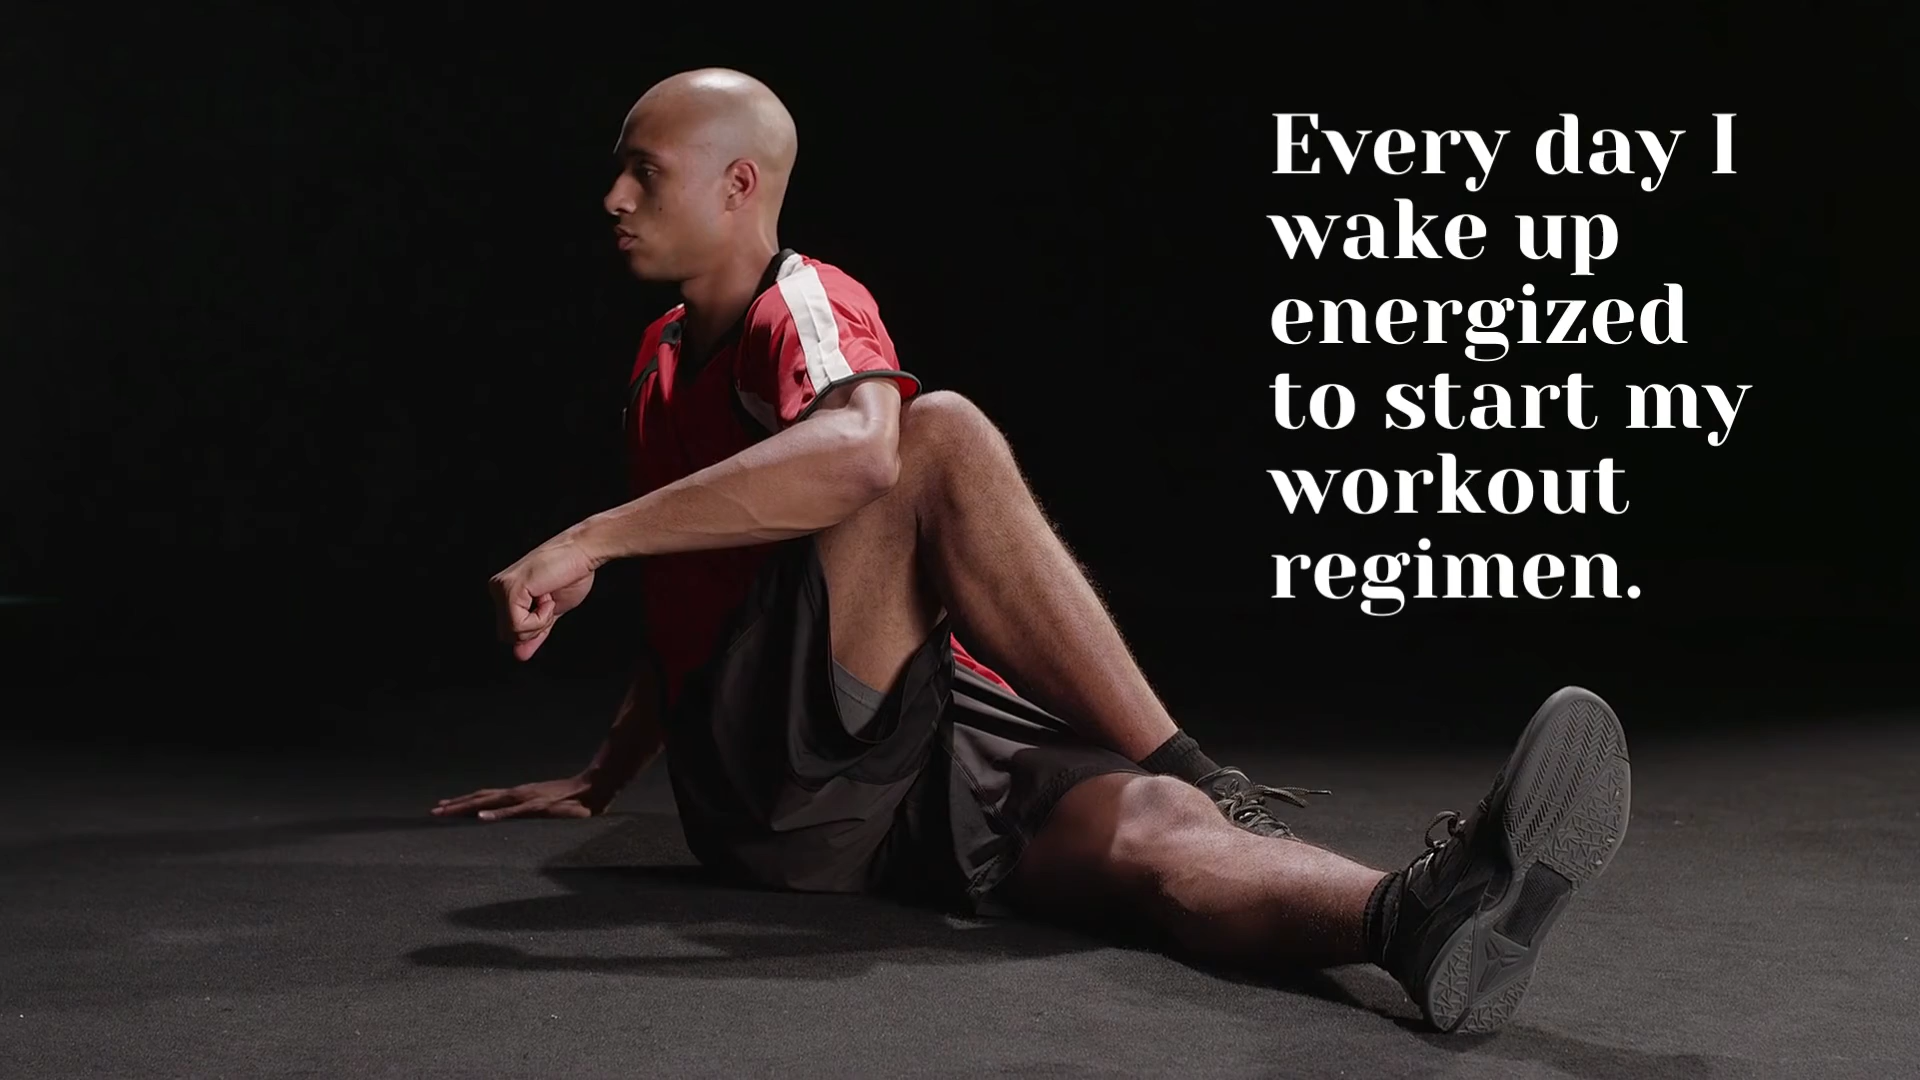 Every day I
wake up
energized
to start my
workout
regimen.